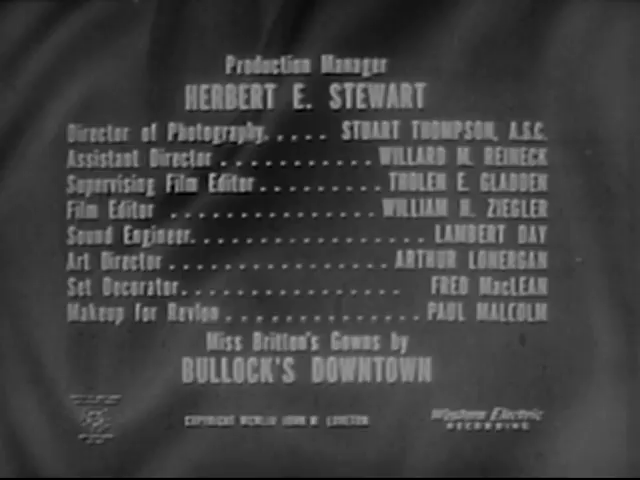 Production Manager
HERBERT E. STEWART
Director of Photography..... STUART THOMPSON, A.S.C.
Assistant Director............WILLARD M. REINECK
Supervising Film Editor.........THOLEN E. GLADDEN
Film Editor ...............WILLIAM H. ZIEGLER
Sound Engineer..................LAMBERT DAY
Art Director................ARTHUR LONERGAN
Set Decorator................. FRED MacLEAN
Makeup for Revlon..............PAUL MALCOLM
Miss Britton's Gowns by
BULLOCK'S DOWNTOWN
COPYRIGHT JOHN W
Western Electric
RECORDING